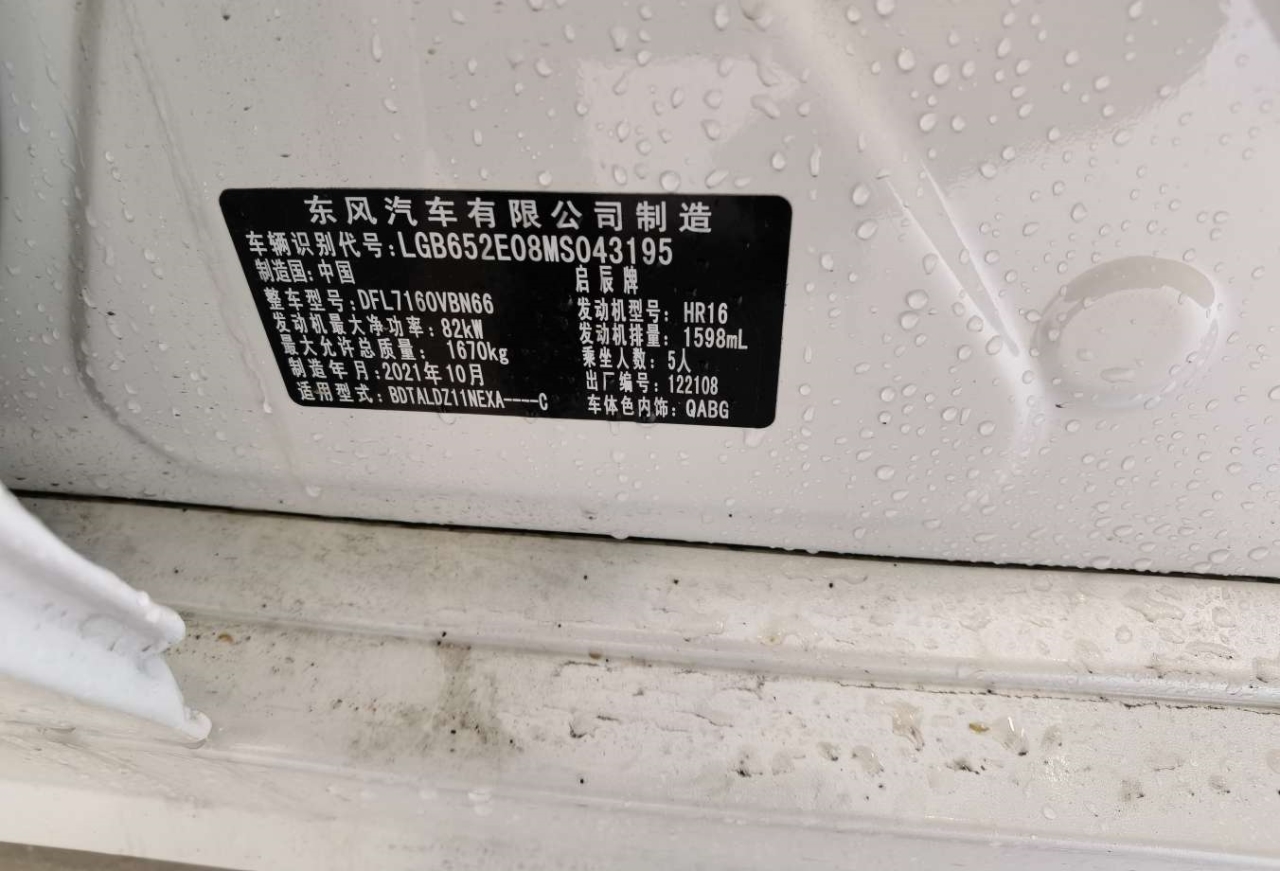 东风汽车有限公司制造
车辆识别代号:LGB652E08MS043195
制造国:中国 启辰牌
整车型号:DFL7160VBN66 发动机型号: HR16
发动机最大净功率: 82kW 发动机排量: 1598mL
最大允许总质量: 1670kg 乘坐人数: 5人
制造年月:2021年10月 出厂编号: 122108
适用型式: BDTALDZ11NEXA----C 车体色内饰: QABG